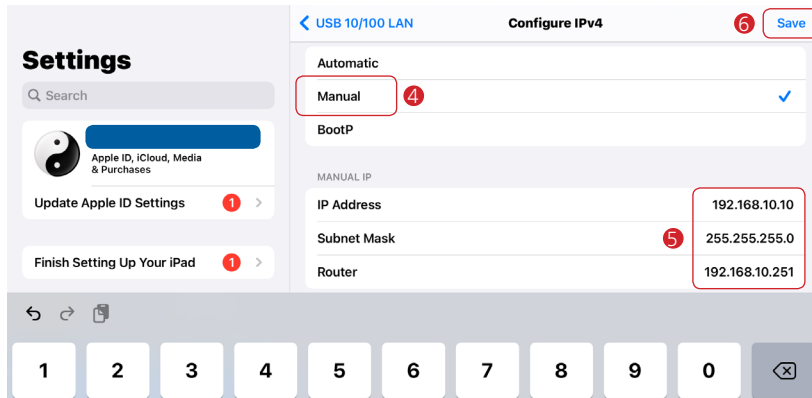 USB 10/100 LAN
Configure IPv4
6
Save
Settings
Search
Apple ID, iCloud, Media
& Purchases
Update Apple ID Settings
1
Finish Setting Up Your iPad
1
Automatic
Manual
4
BootP
MANUAL IP
IP Address
192.168.10.10
Subnet Mask
5
255.255.255.0
Router
192.168.10.251
1 2 3 4 5 6 7 8 9 0